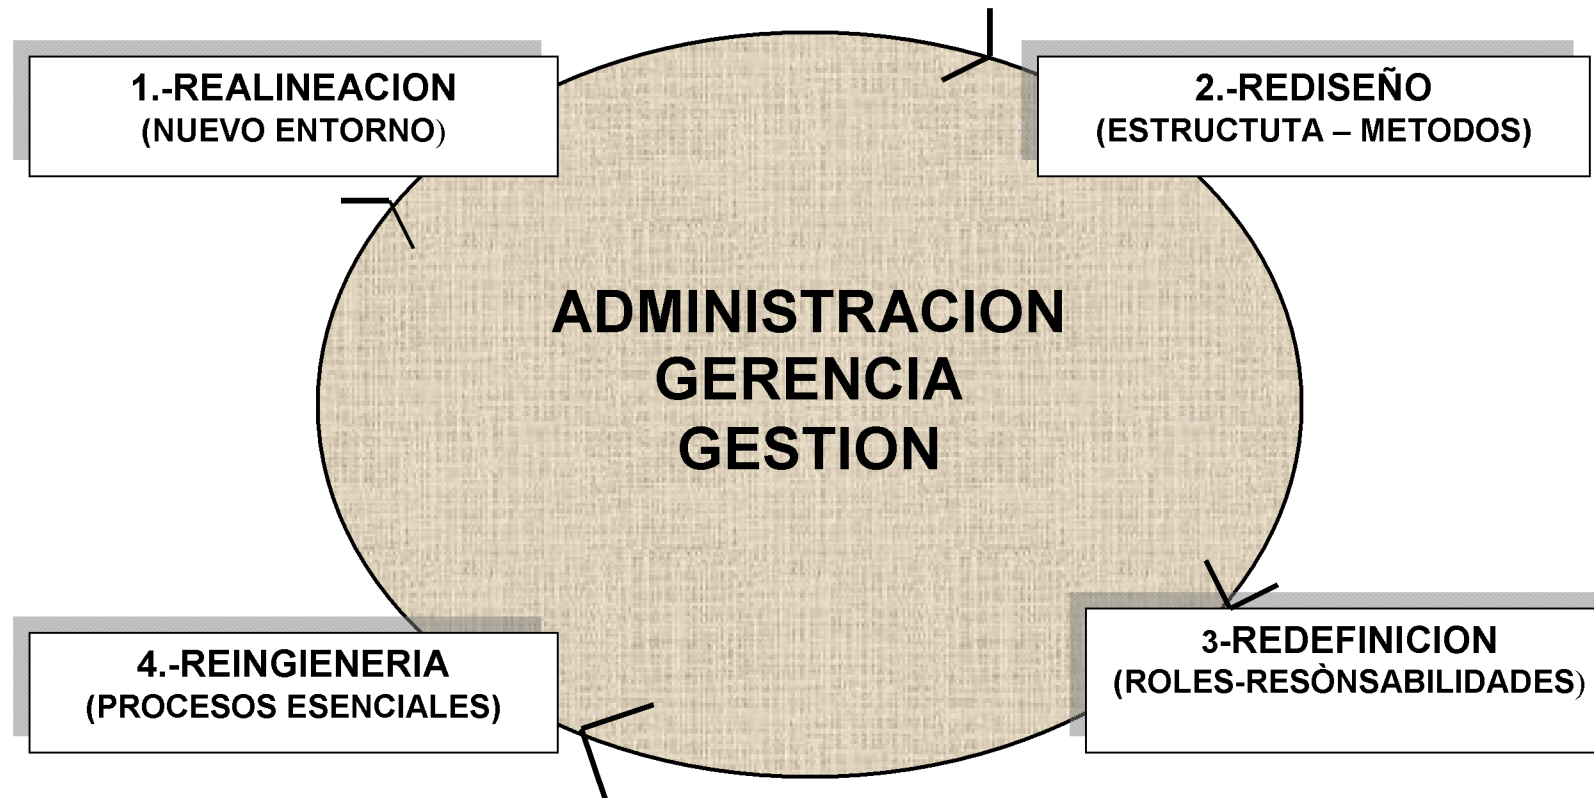 1.-REALINEACION
(NUEVO ENTORNO)
2.-REDISEÑO
(ESTRUCTUTA – METODOS)
ADMINISTRACION
GERENCIA
GESTION
4.-REINGIENERIA
(PROCESOS ESENCIALES)
3-REDEFINICION
(ROLES-RESÒNSABILIDADES)